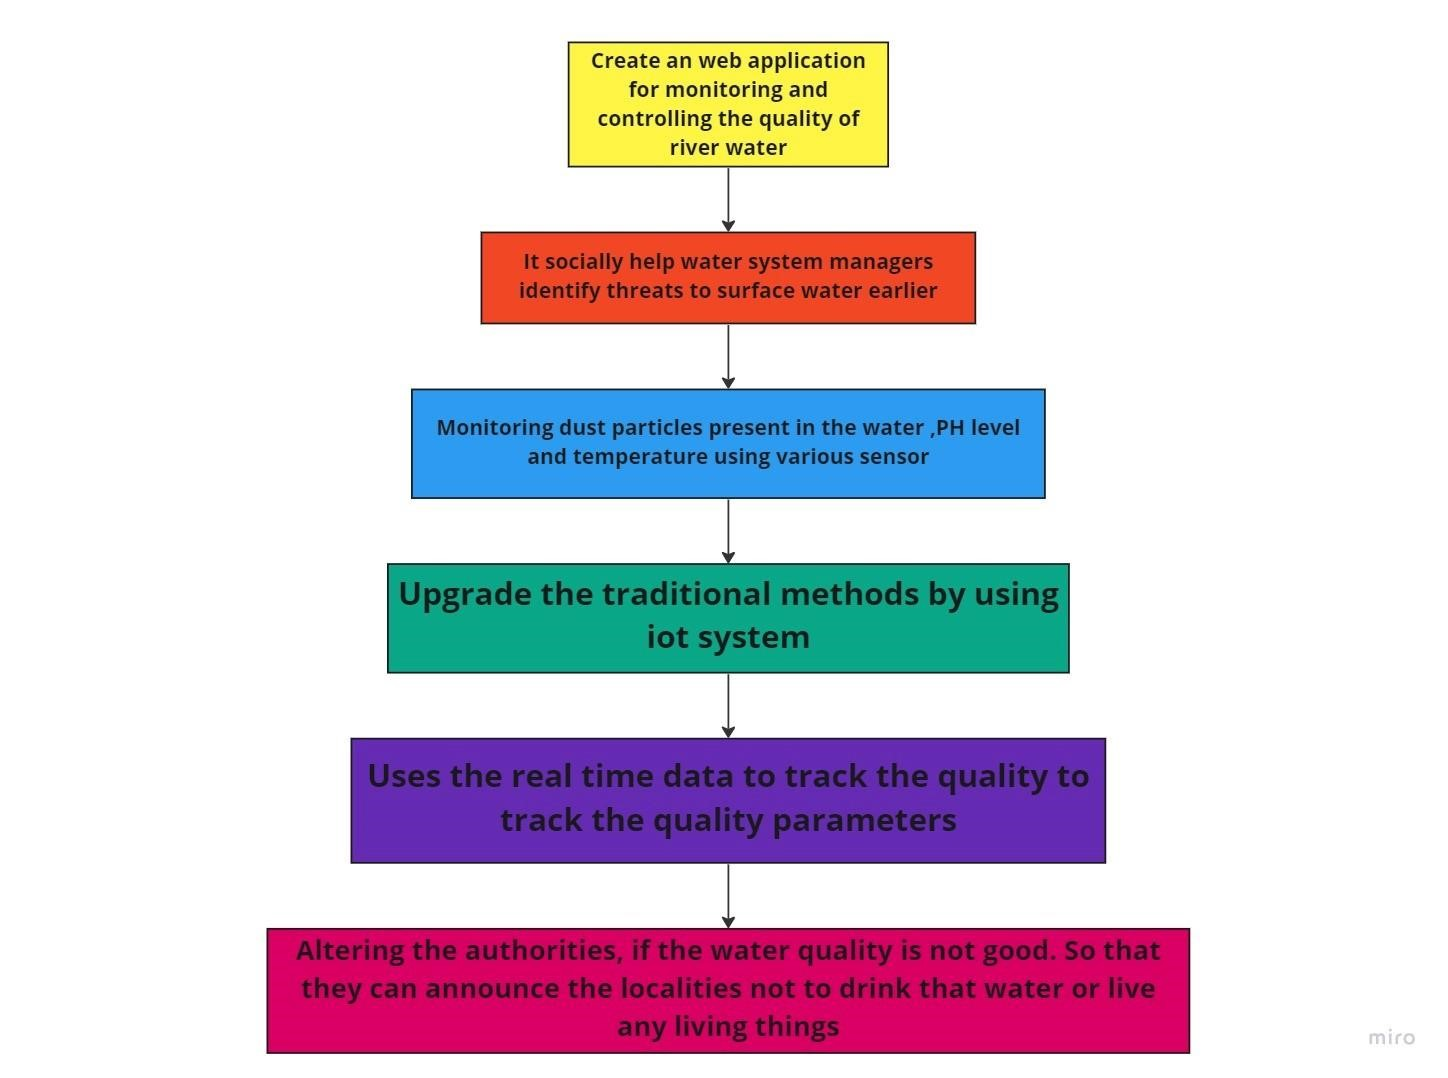 Create an web application
for monitoring and
controlling the quality of
river water
It socially help water system managers
identify threats to surface water earlier
Monitoring dust particles present in the water ,PH level
and temperature using various sensor
Upgrade the traditional methods by using
iot system
Uses the real time data to track the quality to
track the quality parameters
Altering the authorities, if the water quality is not good. So that
they can announce the localities not to drink that water or live
any living things
miro